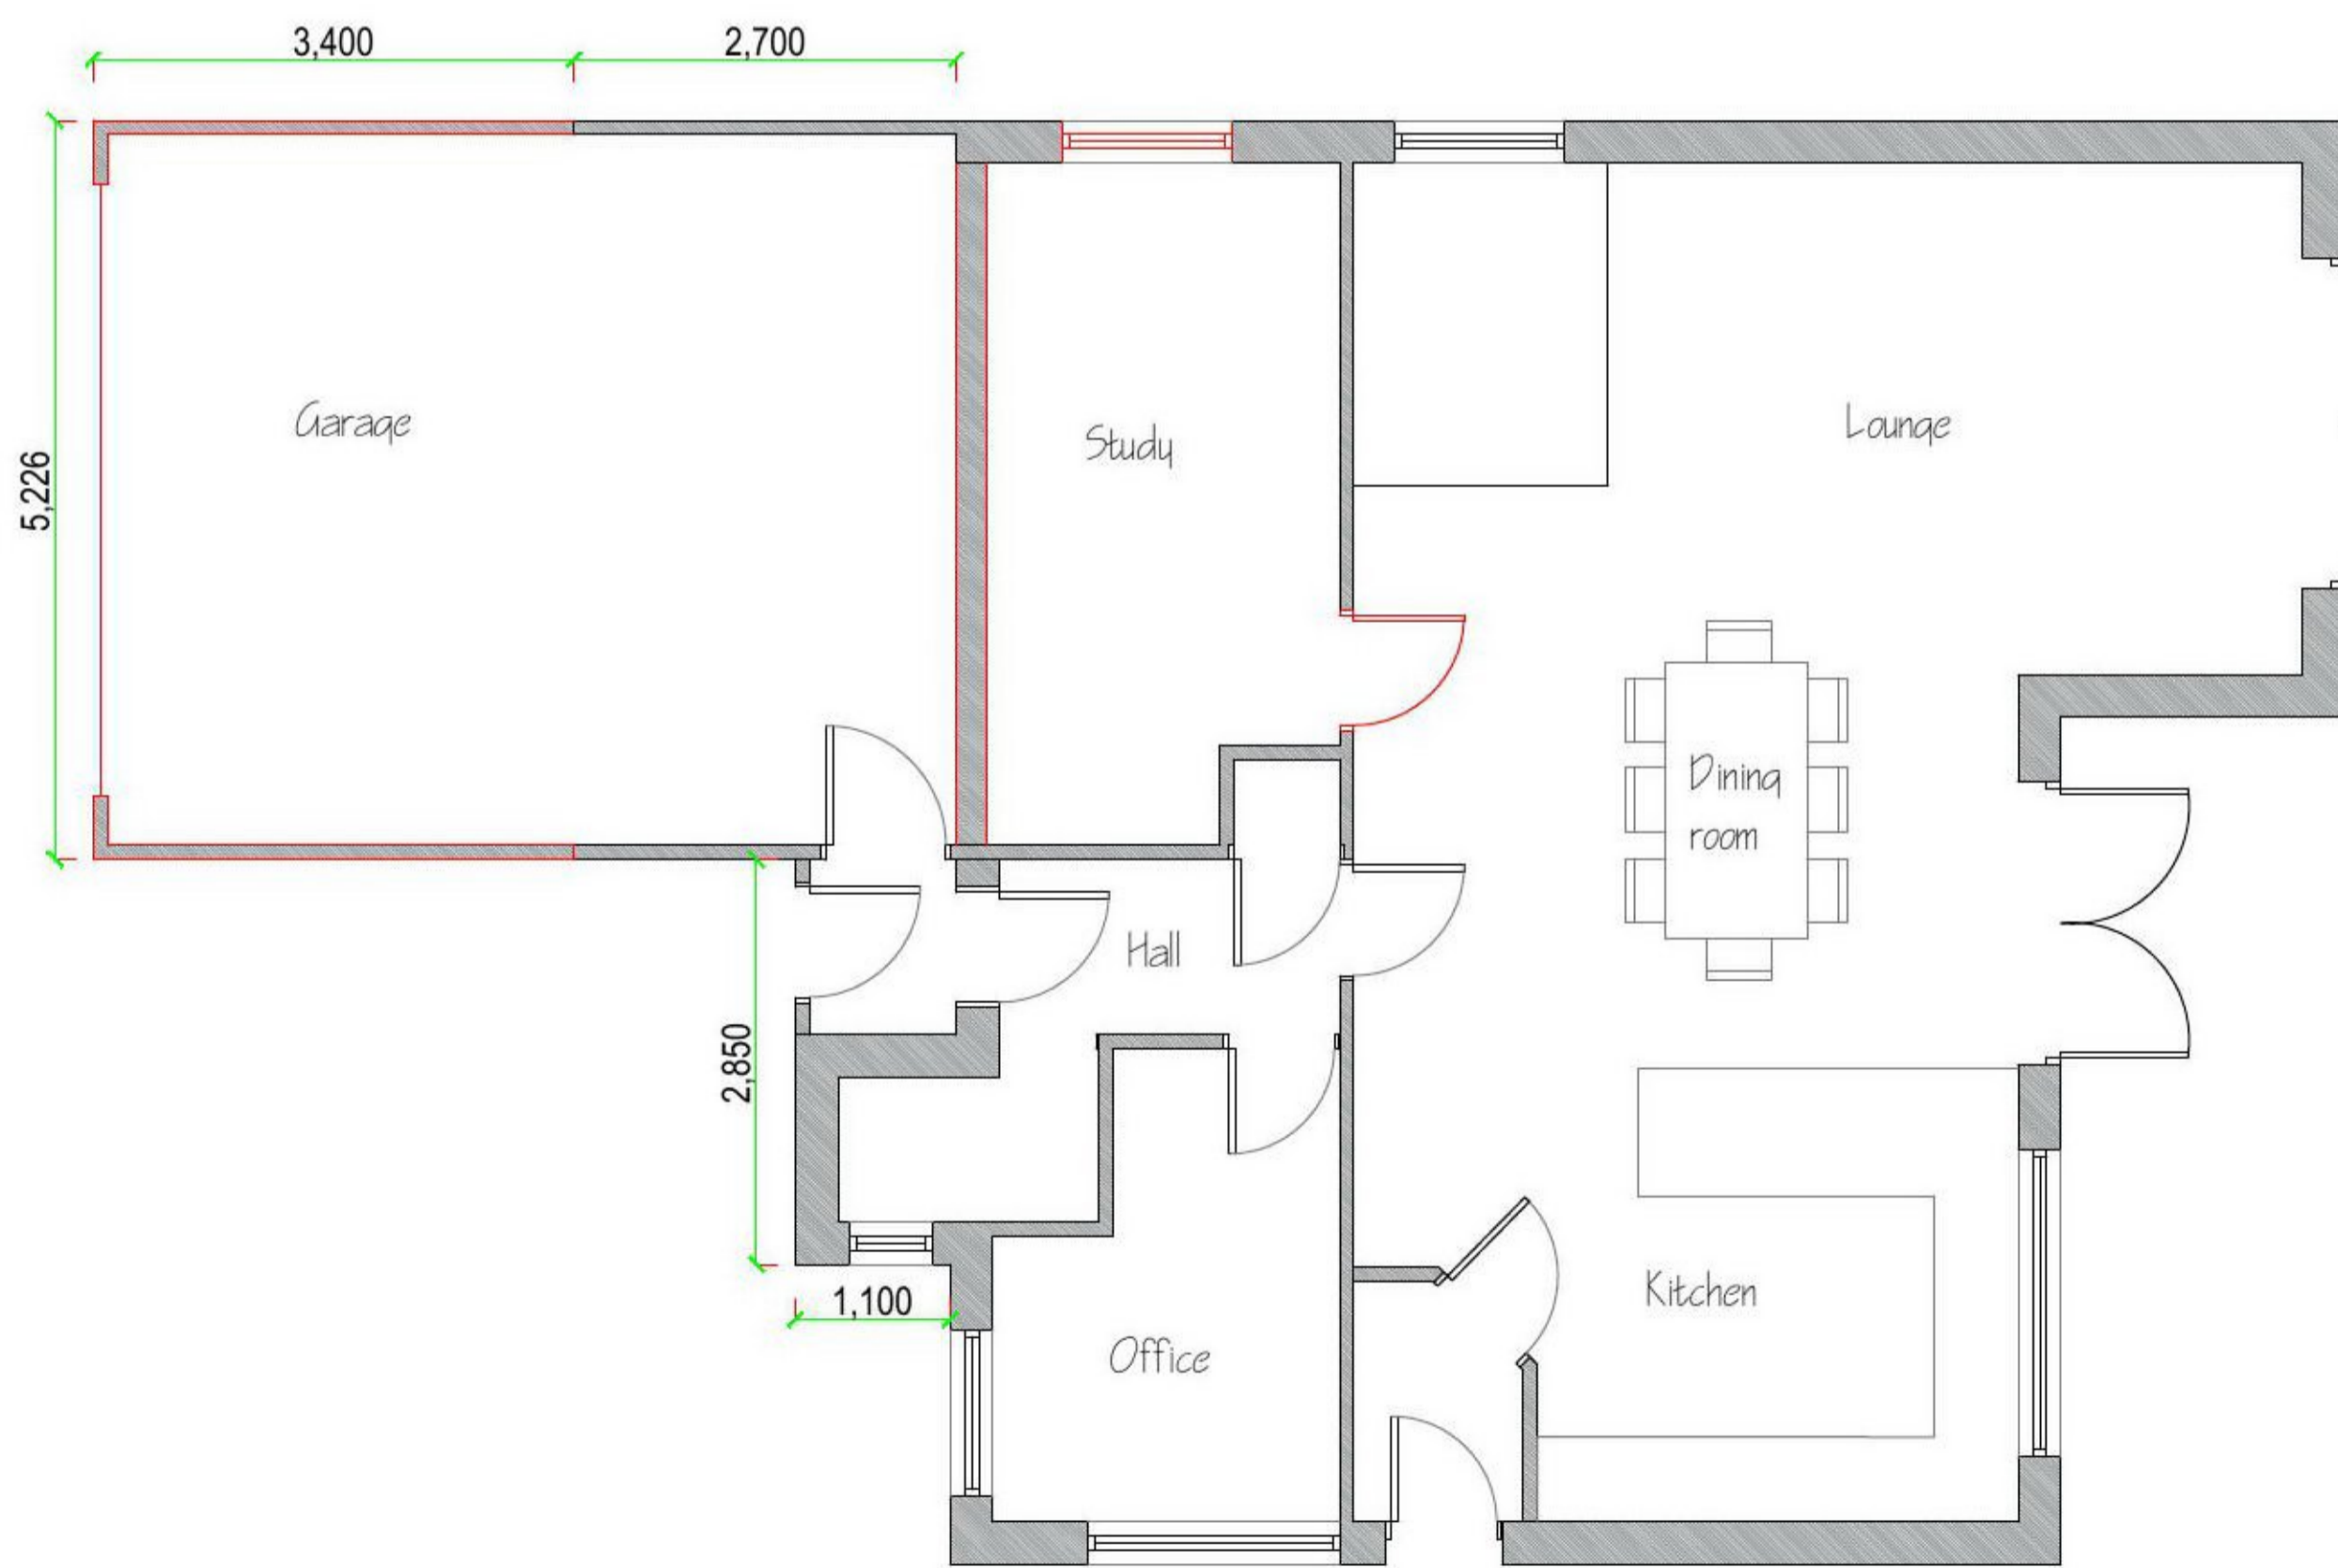 3,400
2,700
5,226
Garage
Study
Lounge
Dining
room
Hall
2,850
1,100
Kitchen
Office